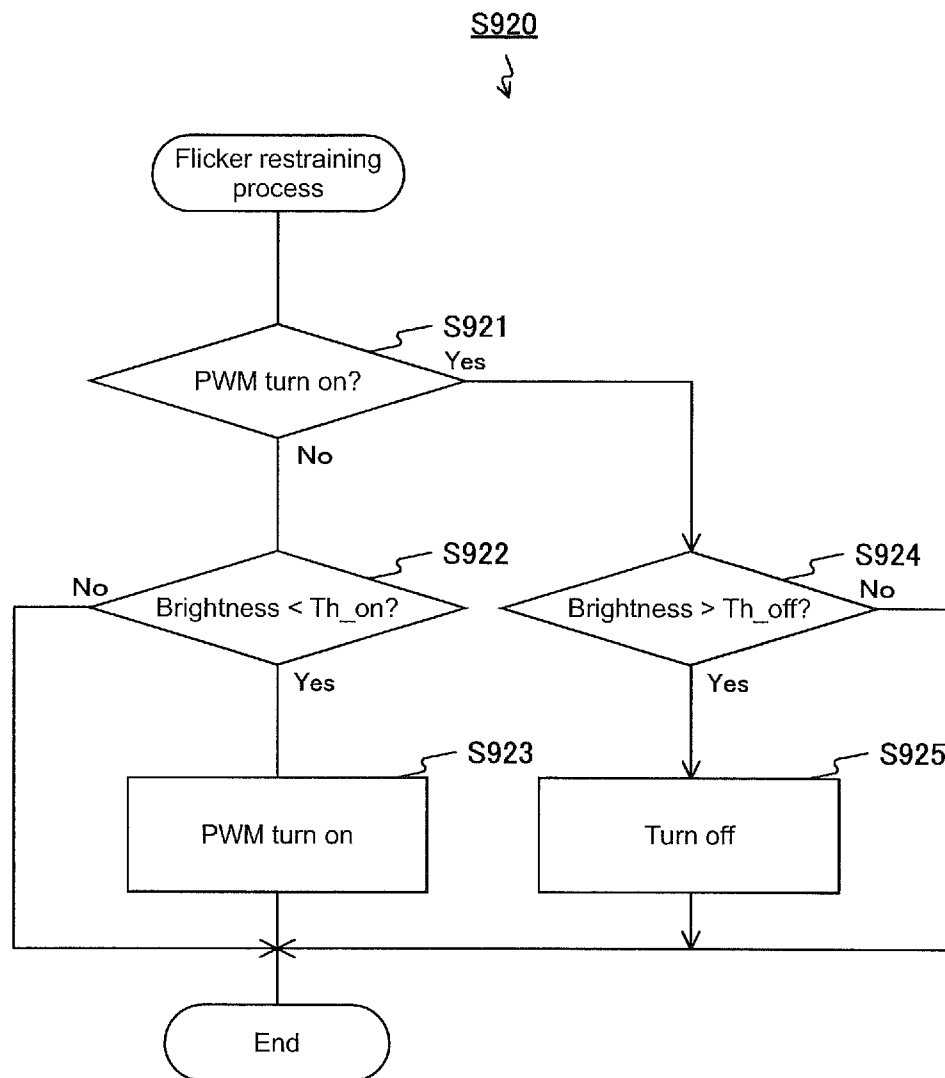 S920
Flicker restraining
process
S921
PWM turn on?
Yes
No
S922
Brightness < Th_on?
No
Yes
S924
Brightness > Th_off?
No
Yes
S923
PWM turn on
S925
Turn off
End